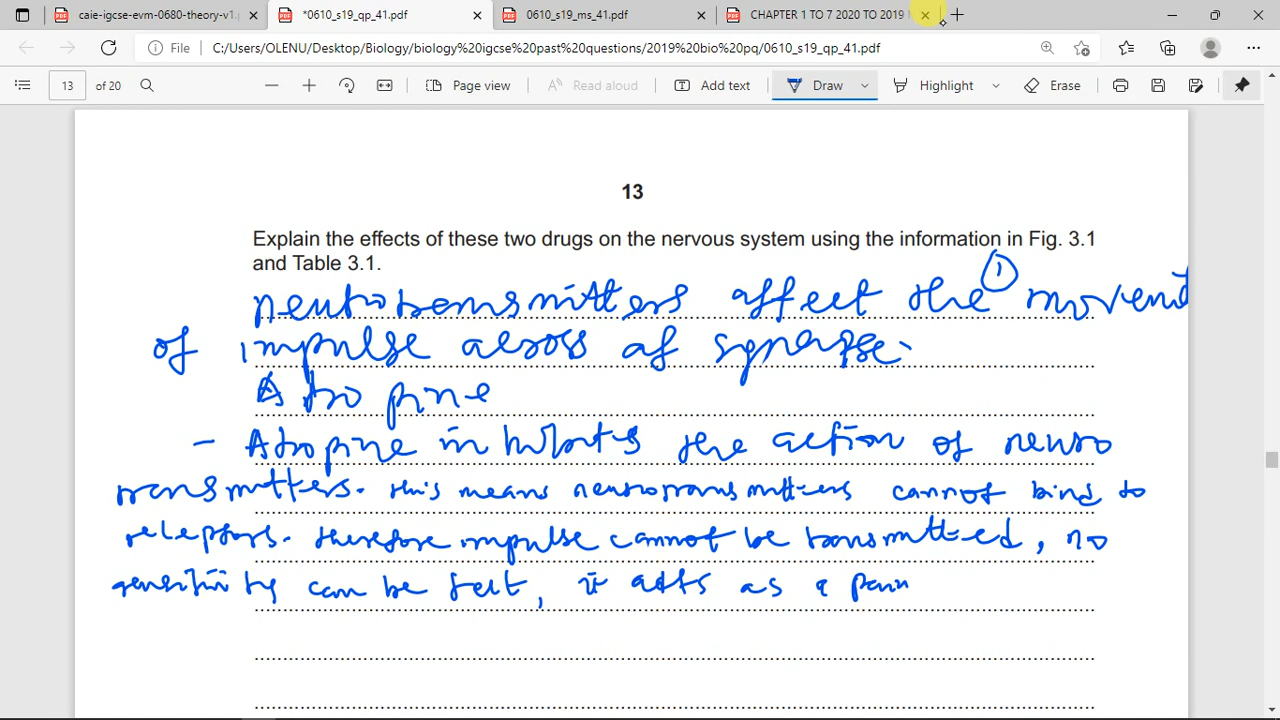 caie-igcse-evm-0680-theory-v1.p
*0610_s19_qp_41.pdf
0610_s19_ms_41.pdf
CHAPTER 1 TO 7 2020 TO 2019
File C:/Users/OLENU/Desktop/Biology/biology%20igcse%20past%20questions/2019%20bio%20pq/0610_s19_qp_41.pdf
13 of 20 Page view Read aloud Add text Draw Highlight Erase
13
Explain the effects of these two drugs on the nervous system using the information in Fig. 3.1
and Table 3.1.
1
neurotransmitters affect the
of impulse across synapse.
Atropine
- Atropine the action of neuro
transmitters. this means neurotransmitters cannot bind to
receptors. therefore impulse cannot be transmitted, no
can be felt, it acts as a pain